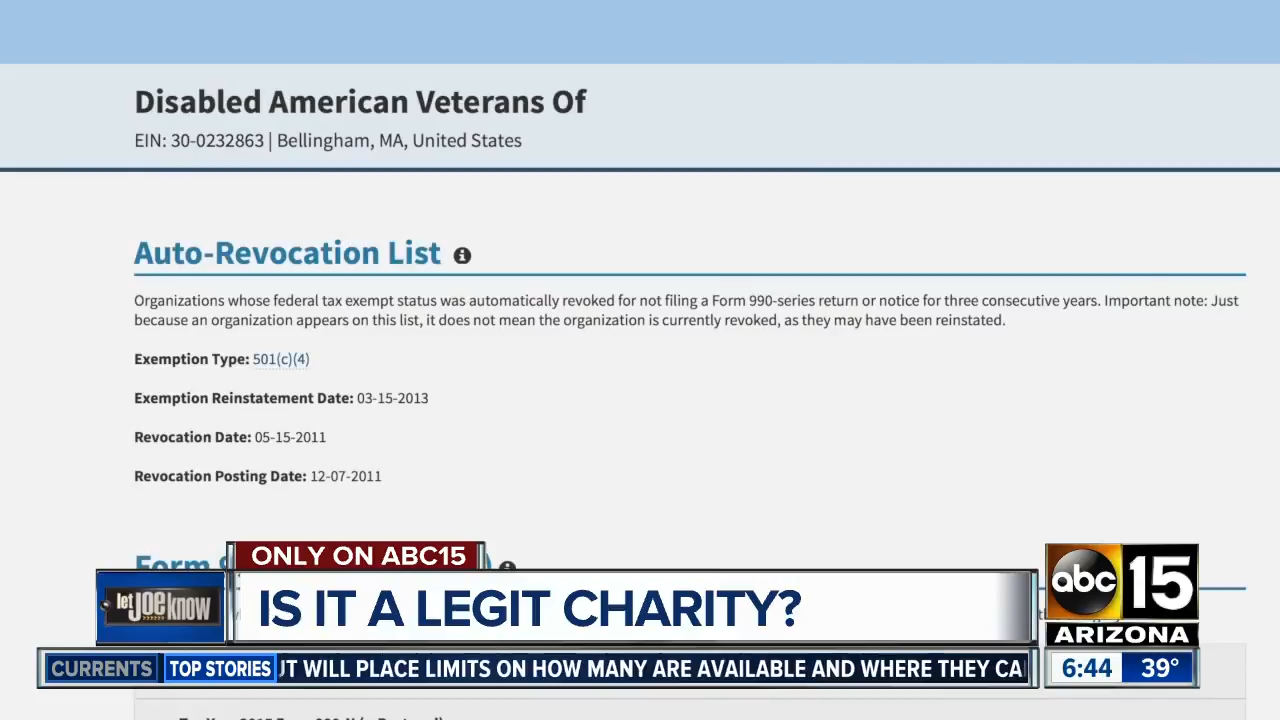 Disabled American Veterans Of
EIN: 30-0232863 | Bellingham, MA, United States
Auto-Revocation List
Organizations whose federal tax exempt status was automatically revoked for not filing a Form 990-series return or notice for three consecutive years. Important note: Just
because an organization appears on this list, it does not mean the organization is currently revoked, as they may have been reinstated.
Exemption Type: 501(c)(4)
Exemption Reinstatement Date: 03-15-2013
Revocation Date: 05-15-2011
Revocation Posting Date: 12-07-2011
Form
ONLY ON ABC15
let JOE know
IS IT A LEGIT CHARITY?
abc 15
ARIZONA
CURRENTS TOP STORIES WILL PLACE LIMITS ON HOW MANY ARE AVAILABLE AND WHERE THEY
6:44 39°